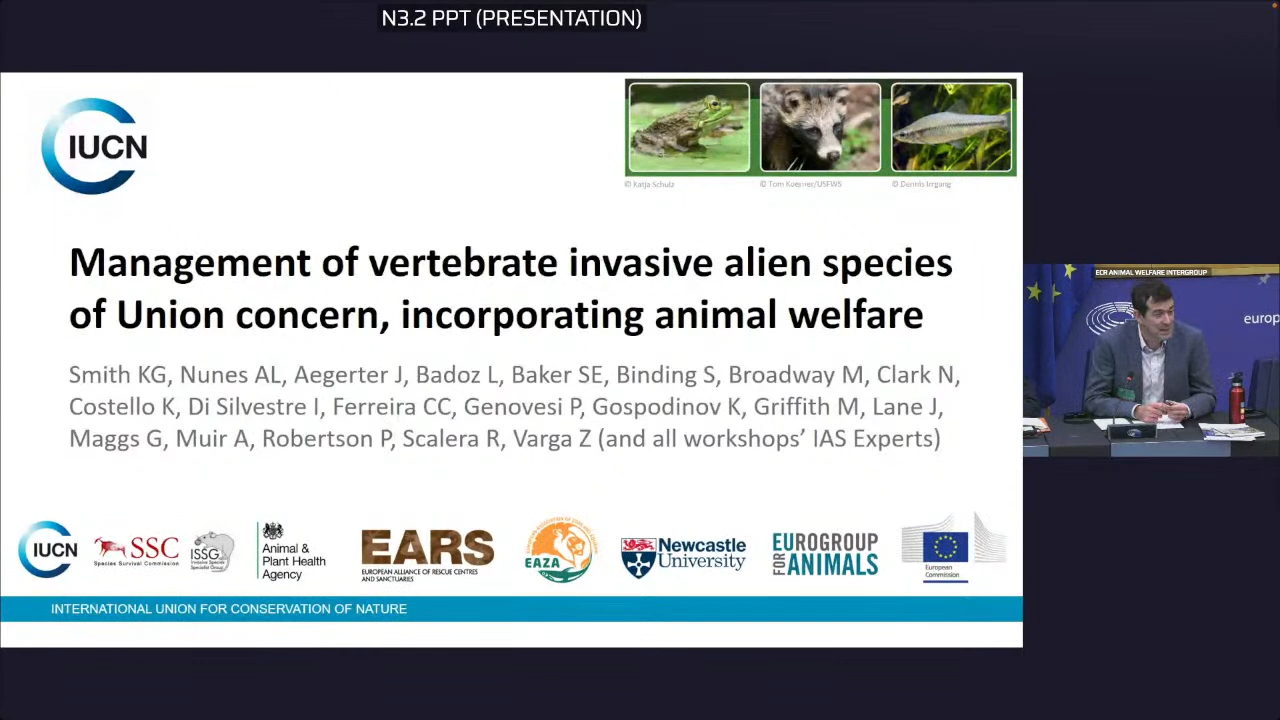 N3.2 PPT (PRESENTATION)
IUCN
© Katja Schulz
© Tom Koerner/USFWS
© Dennis Irrgang
Management of vertebrate invasive alien species
of Union concern, incorporating animal welfare
Smith KG, Nunes AL, Aegerter J, Badoz L, Baker SE, Binding S, Broadway M, Clark N,
Costello K, Di Silvestre I, Ferreira CC, Genovesi P, Gospodinov K, Griffith M, Lane J,
Maggs G, Muir A, Robertson P, Scalera R, Varga Z (and all workshops' IAS Experts)
ECR ANIMAL WELFARE INTERGROUP
europ
IUCN
SSC
Species Survival Commission
ISSG
Invasive Species
Specialist Group
Animal &
Plant Health
Agency
EARS
EUROPEAN ALLIANCE OF RESCUE CENTRES
AND SANCTUARIES
EAZA
Newcastle
University
EUROGROUP
FOR ANIMALS
European
Commission
INTERNATIONAL UNION FOR CONSERVATION OF NATURE